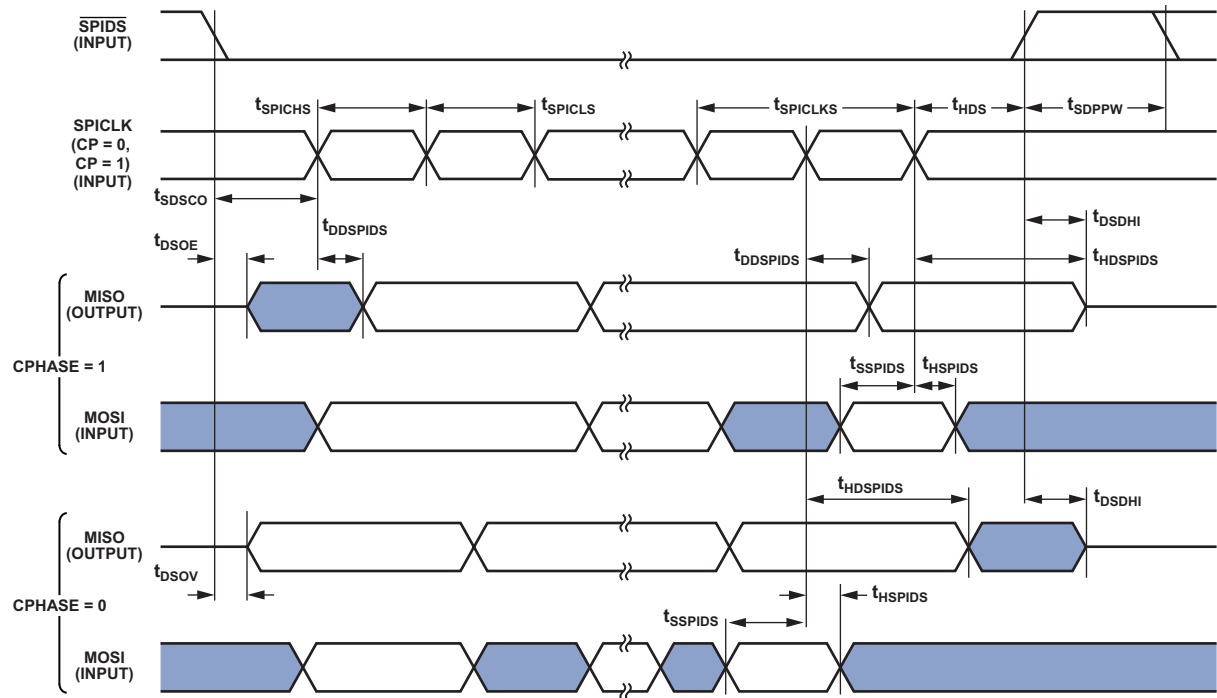 SPIDS
(INPUT)
tSPICHS
tSPICLS
tSPICLKS
tHDS
tSDPPW
SPICLK
(CP = 0,
CP = 1)
(INPUT)
tSDSCO
tDDSPIDS
tDSOE
tDDSPIDS
tDSDHI
tHDSPIDS
MISO
(OUTPUT)
CPHASE = 1
tSSPIDS
tHSPIDS
MOSI
(INPUT)
tHDSPIDS
tDSDHI
MISO
(OUTPUT)
tDSOV
CPHASE = 0
tHSPIDS
tSSPIDS
MOSI
(INPUT)